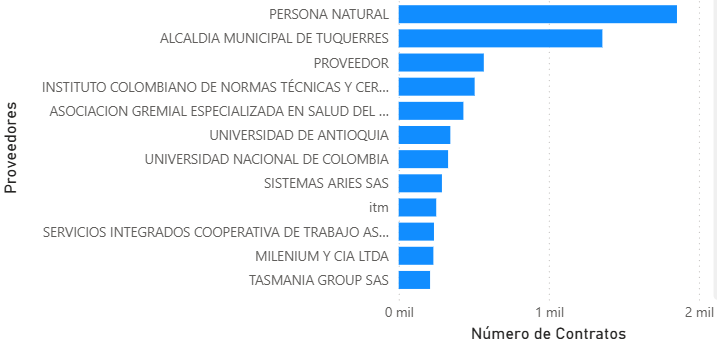 PERSONA NATURAL
ALCALDIA MUNICIPAL DE TUQUERRES
PROVEEDOR
INSTITUTO COLOMBIANO DE NORMAS TÉCNICAS Y CER...
ASOCIACION GREMIAL ESPECIALIZADA EN SALUD DEL ...
UNIVERSIDAD DE ANTIOQUIA
UNIVERSIDAD NACIONAL DE COLOMBIA
SISTEMAS ARIES SAS
itm
SERVICIOS INTEGRADOS COOPERATIVA DE TRABAJO AS...
MILENIUM Y CIA LTDA
TASMANIA GROUP SAS
Proveedores
0 mil 1 mil 2 mil
Número de Contratos